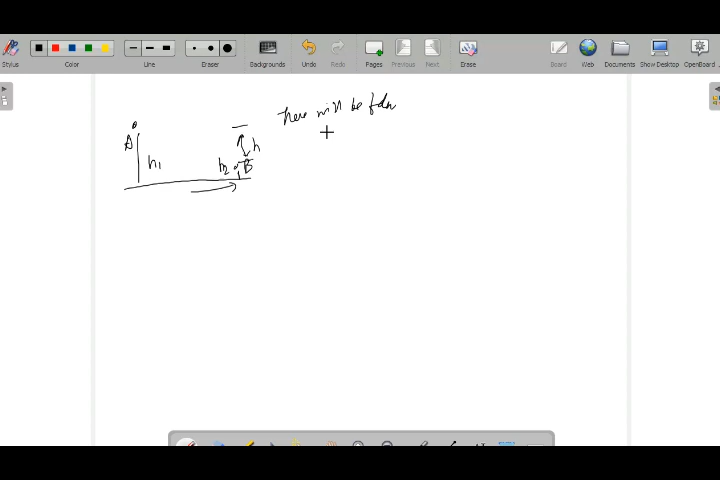 Stylus
Color
Line
Eraser
Backgrounds
Undo
Redo
Pages
Previous
Next
Erase
Board
Web
Documents
Show Desktop
OpenBoard
there will be flow
A
h1
h2
B
h